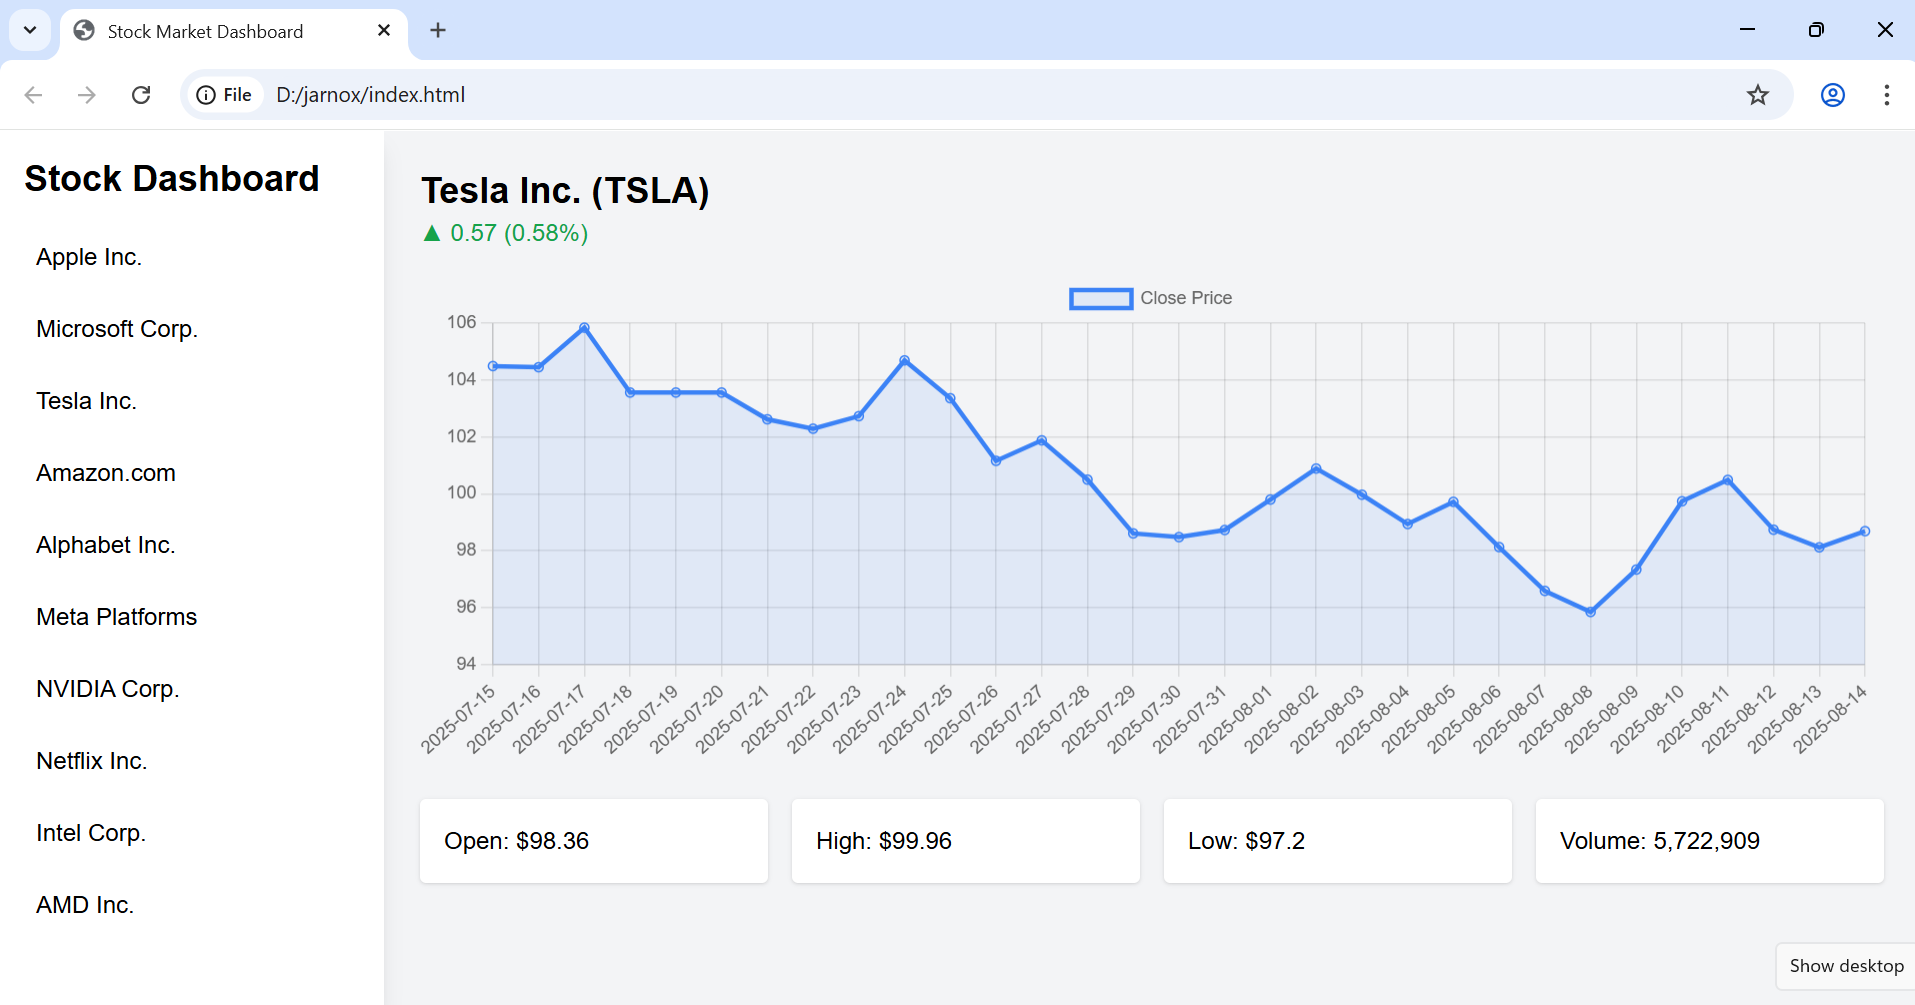 Stock Market Dashboard
File D:/jarnox/index.html
Stock Dashboard
Apple Inc.
Microsoft Corp.
Tesla Inc.
Amazon.com
Alphabet Inc.
Meta Platforms
NVIDIA Corp.
Netflix Inc.
Intel Corp.
AMD Inc.
Tesla Inc. (TSLA)
▲ 0.57 (0.58%)
Close Price
106
104
102
100
98
96
94
2025-07-15
2025-07-16
2025-07-17
2025-07-18
2025-07-19
2025-07-20
2025-07-21
2025-07-22
2025-07-23
2025-07-24
2025-07-25
2025-07-26
2025-07-27
2025-07-28
2025-07-29
2025-07-30
2025-07-31
2025-08-01
2025-08-02
2025-08-03
2025-08-04
2025-08-05
2025-08-06
2025-08-07
2025-08-08
2025-08-09
2025-08-10
2025-08-11
2025-08-12
2025-08-13
2025-08-14
Open: $98.36
High: $99.96
Low: $97.2
Volume: 5,722,909
Show desktop